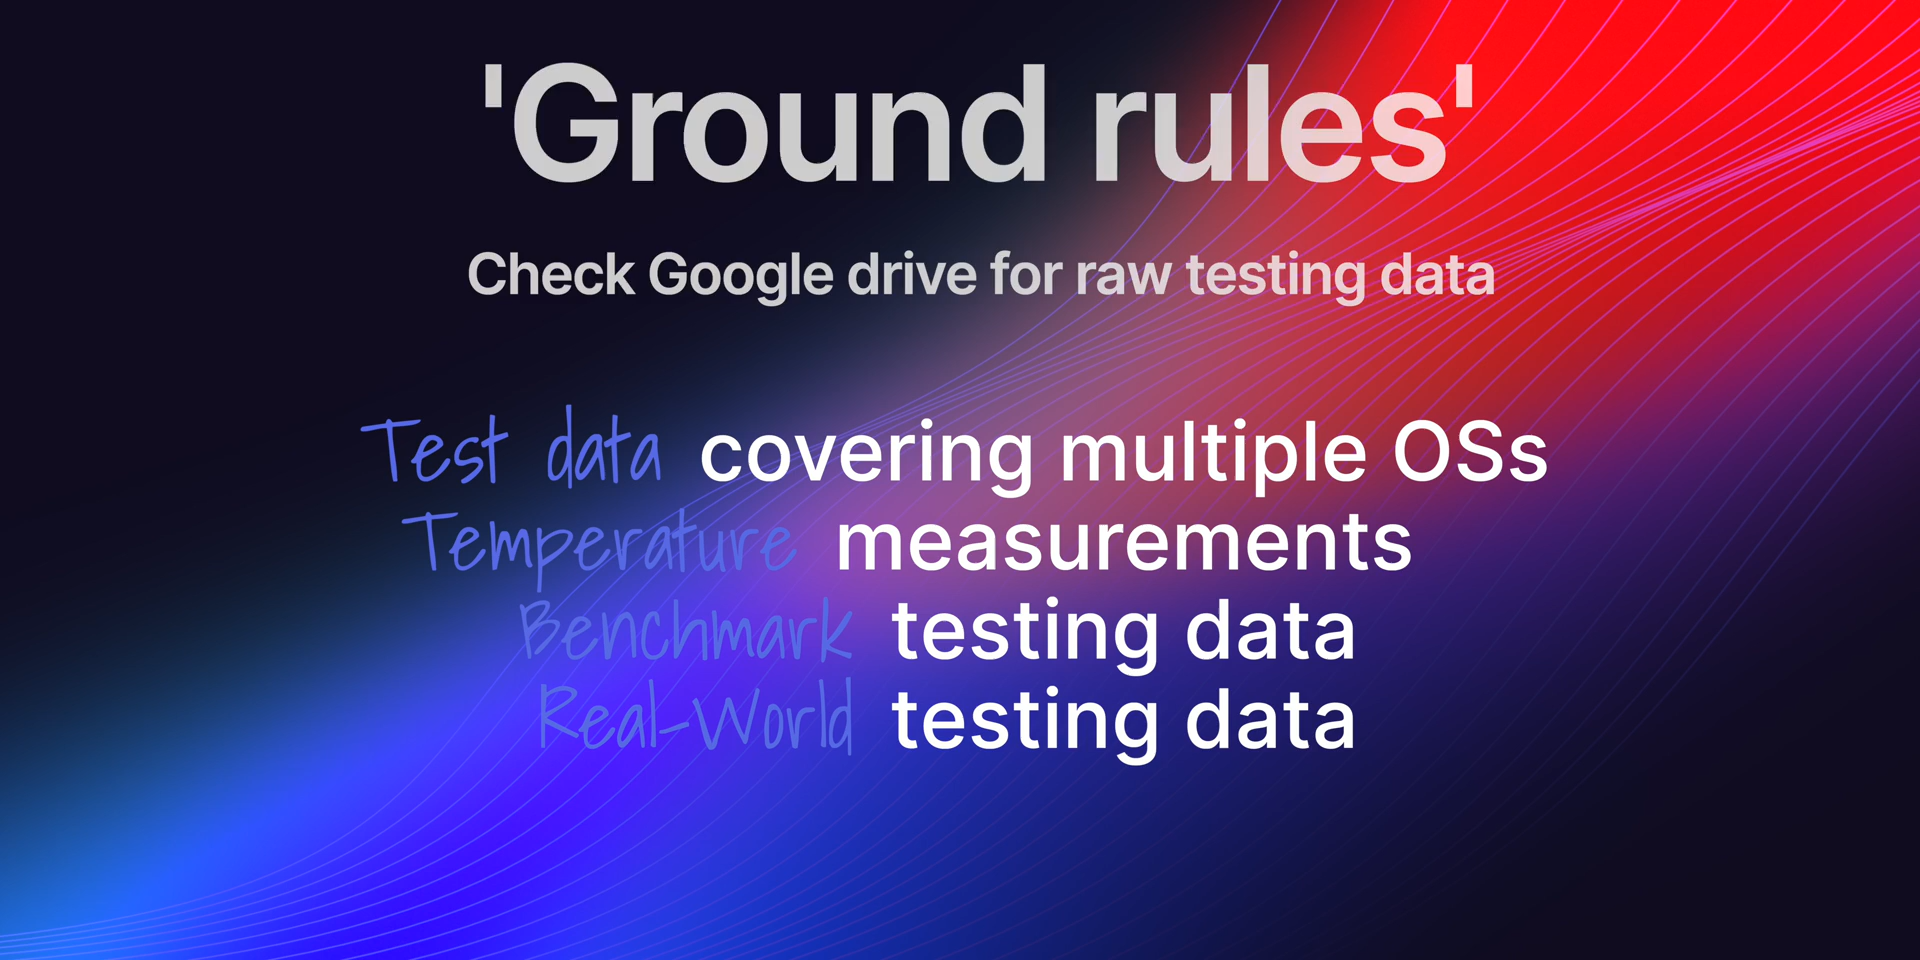 'Ground rules'
Check Google drive for raw testing data
Test data covering multiple OSs
Temperature measurements
Benchmark testing data
Real-World testing data